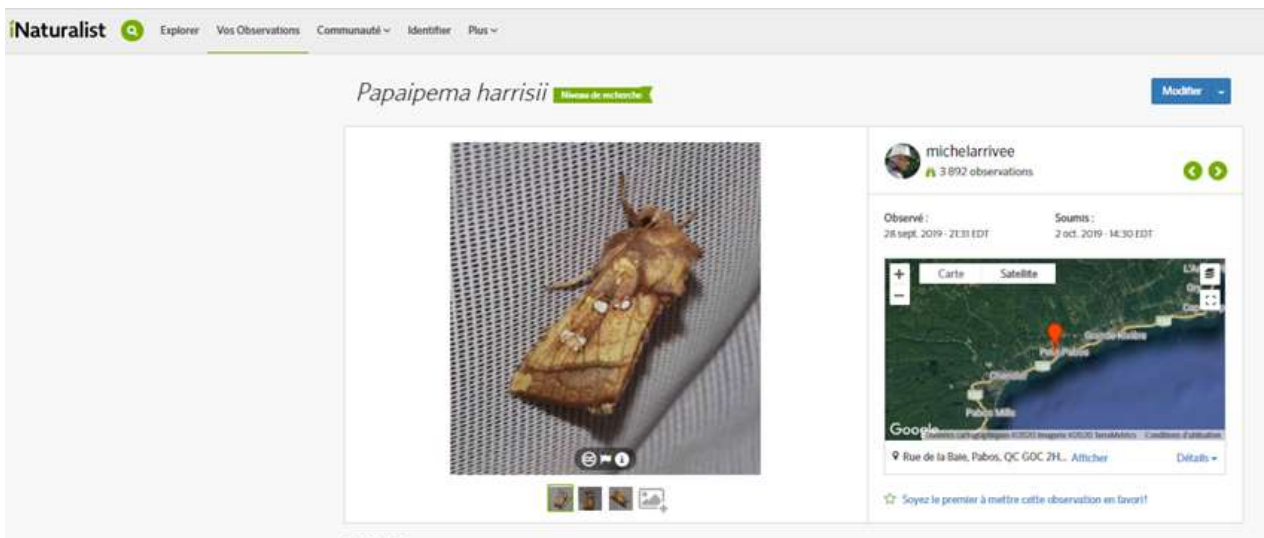 iNaturalist Explorer Vos Observations Communauté Identifier Plus
Papaipema harrisii Niveau de recherche
Modifier
michelarrivee
3 892 observations
Observé : Soumis :
28 sept. 2019 - 21:31 EDT 2 oct. 2019 - 14:30 EDT
+ Carte Satellite
−
Grande-Rivière
Petit-Pabos
Chandler
Pabos Mills
Google
Conditions d'utilisation
Rue de la Baie, Pabos, QC G0C 2H... Afficher Détails
Soyez le premier à mettre cette observation en favori!